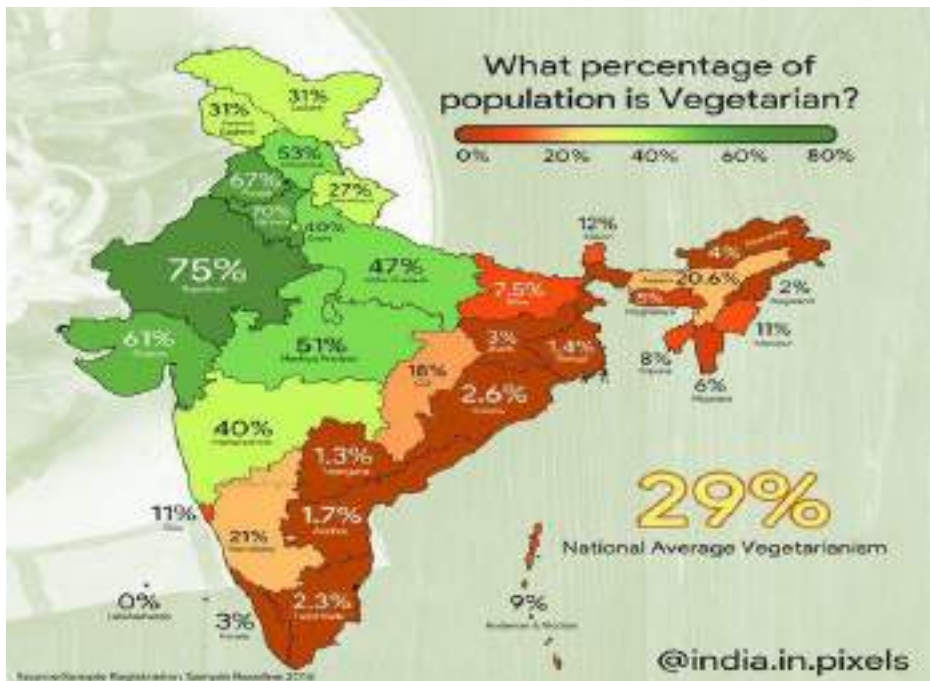 What percentage of
population is Vegetarian?
0% 20% 40% 60% 80%
31%
31%
53%
67%
27%
70%
40%
75%
Rajasthan
47%
Uttar Pradesh
12%
4%
20.6%
7.5%
5%
2%
Nagaland
Meghalaya
61%
Gujarat
51%
Madhya Pradesh
3%
1.4%
11%
Manipur
18%
8%
Tripura
6%
Mizoram
2.6%
40%
Maharashtra
1.3%
Telangana
29%
National Average Vegetarianism
11%
Goa
1.7%
Andhra
21%
Karnataka
0%
Lakshadweep
3%
Kerala
2.3%
Tamil Nadu
9%
Andaman & Nicobar
@india.in.pixels